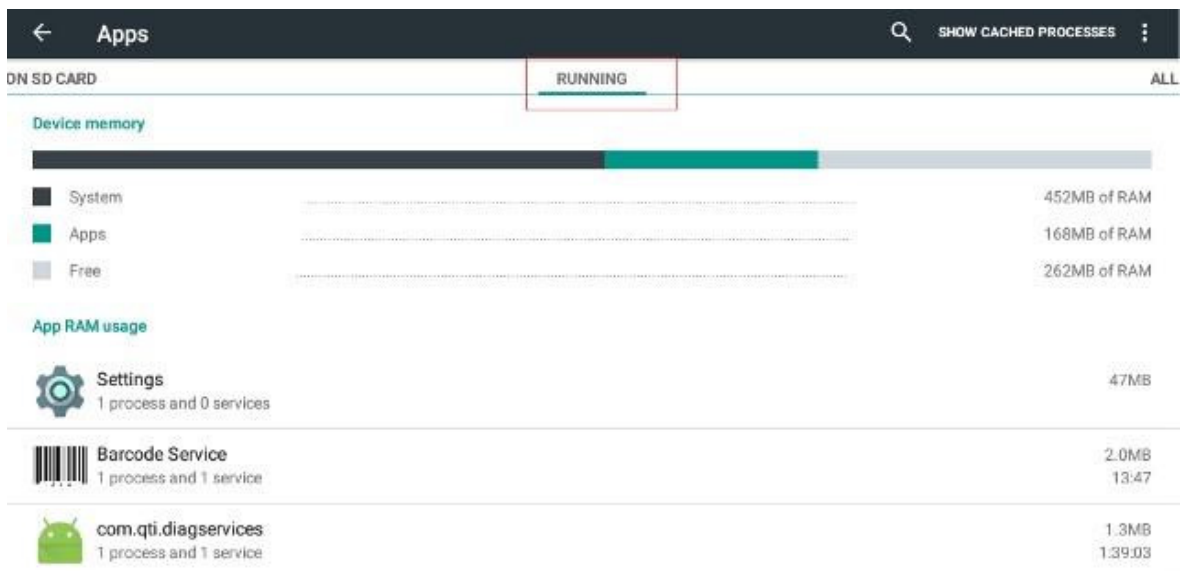 Apps
SHOW CACHED PROCESSES
ON SD CARD
RUNNING
ALL
Device memory
System 452MB of RAM
Apps 168MB of RAM
Free 262MB of RAM
App RAM usage
Settings 47MB
1 process and 0 services
Barcode Service 2.0MB
1 process and 1 service 13:47
com.qti.diagservices 1.3MB
1 process and 1 service 1:39:03